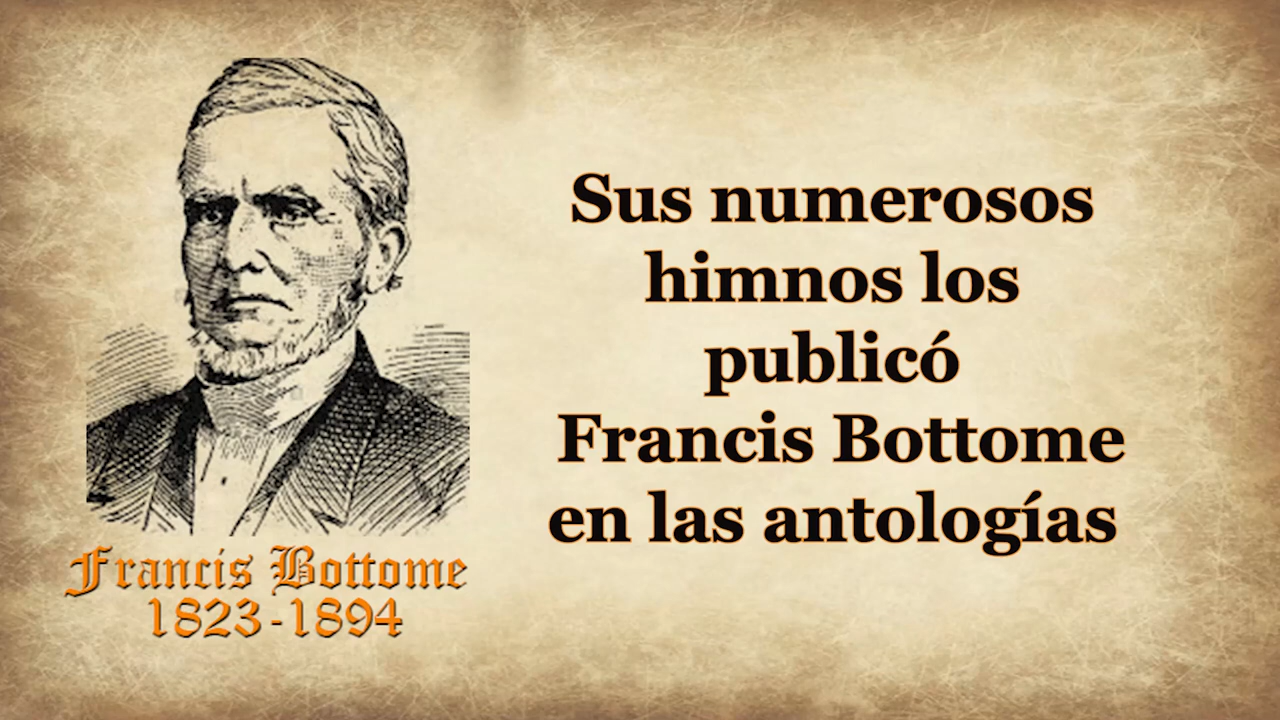 Sus numerosos
himnos los
publicó
Francis Bottome
en las antologías
Francis Bottome
1823-1894